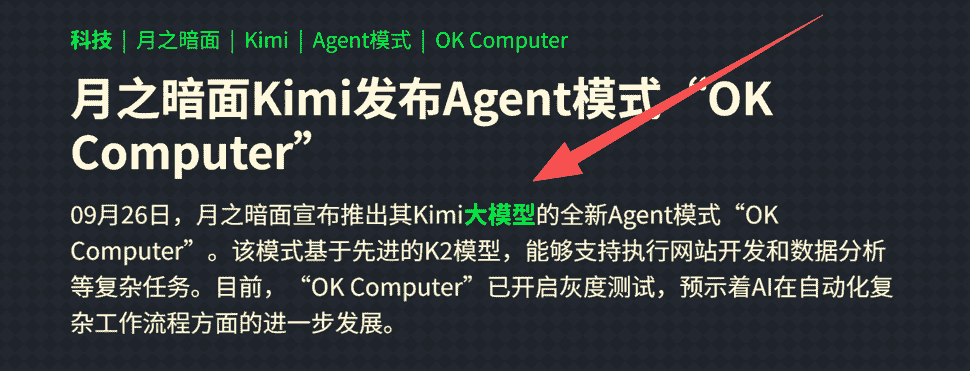 科技 | 月之暗面 | Kimi | Agent模式 | OK Computer
月之暗面Kimi发布Agent模式“OK
Computer”
09月26日，月之暗面宣布推出其Kimi大模型的全新Agent模式“OK
Computer”。该模式基于先进的K2模型，能够支持执行网站开发和数据分析
等复杂任务。目前，“OK Computer”已开启灰度测试，预示着AI在自动化复
杂工作流程方面的进一步发展。